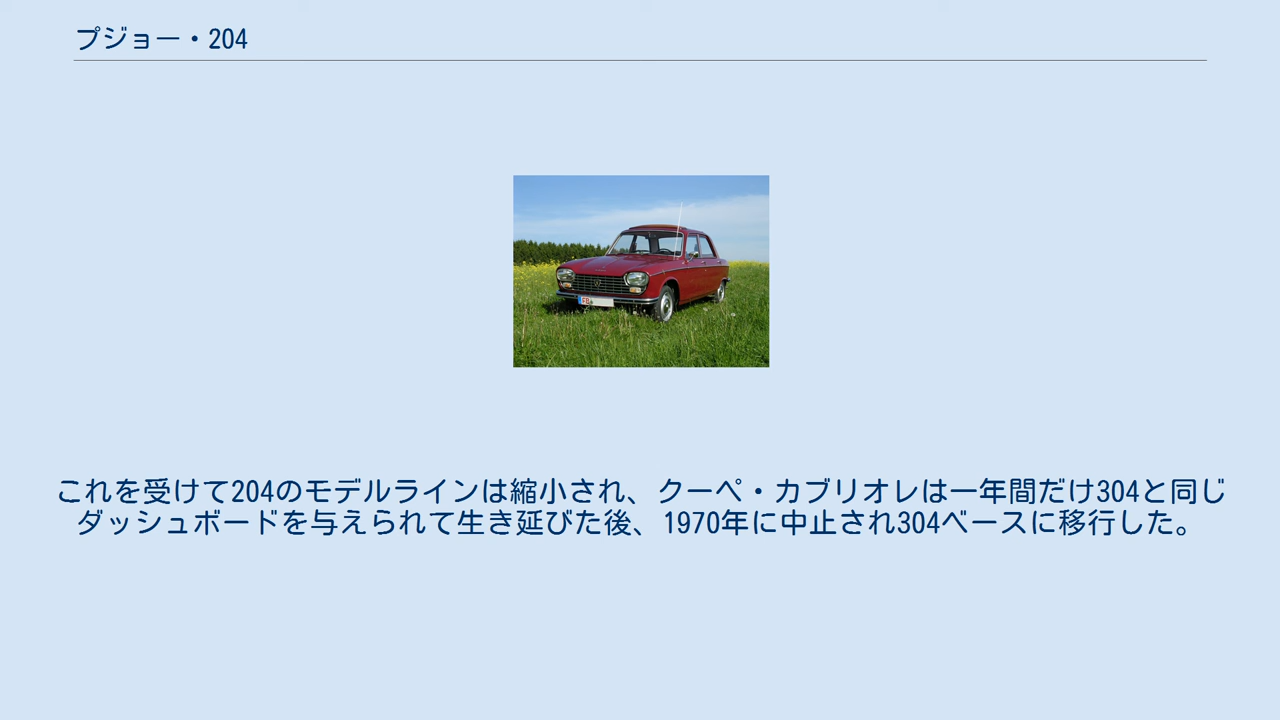 プジョー・204
これを受けて204のモデルラインは縮小され、クーペ・カブリオレは一年間だけ304と同じ
ダッシュボードを与えられて生き延びた後、1970年に中止され304ベースに移行した。